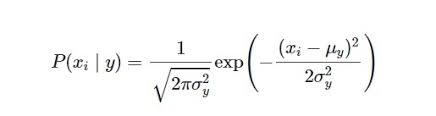 P(x_i | y) = \frac{1}{\sqrt{2\pi\sigma_y^2}} \exp\left(-\frac{(x_i - \mu_y)^2}{2\sigma_y^2}\right)